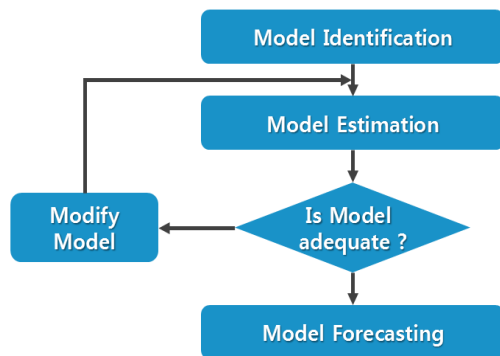 Model Identification
Model Estimation
Is Model
adequate ?
Modify
Model
Model Forecasting